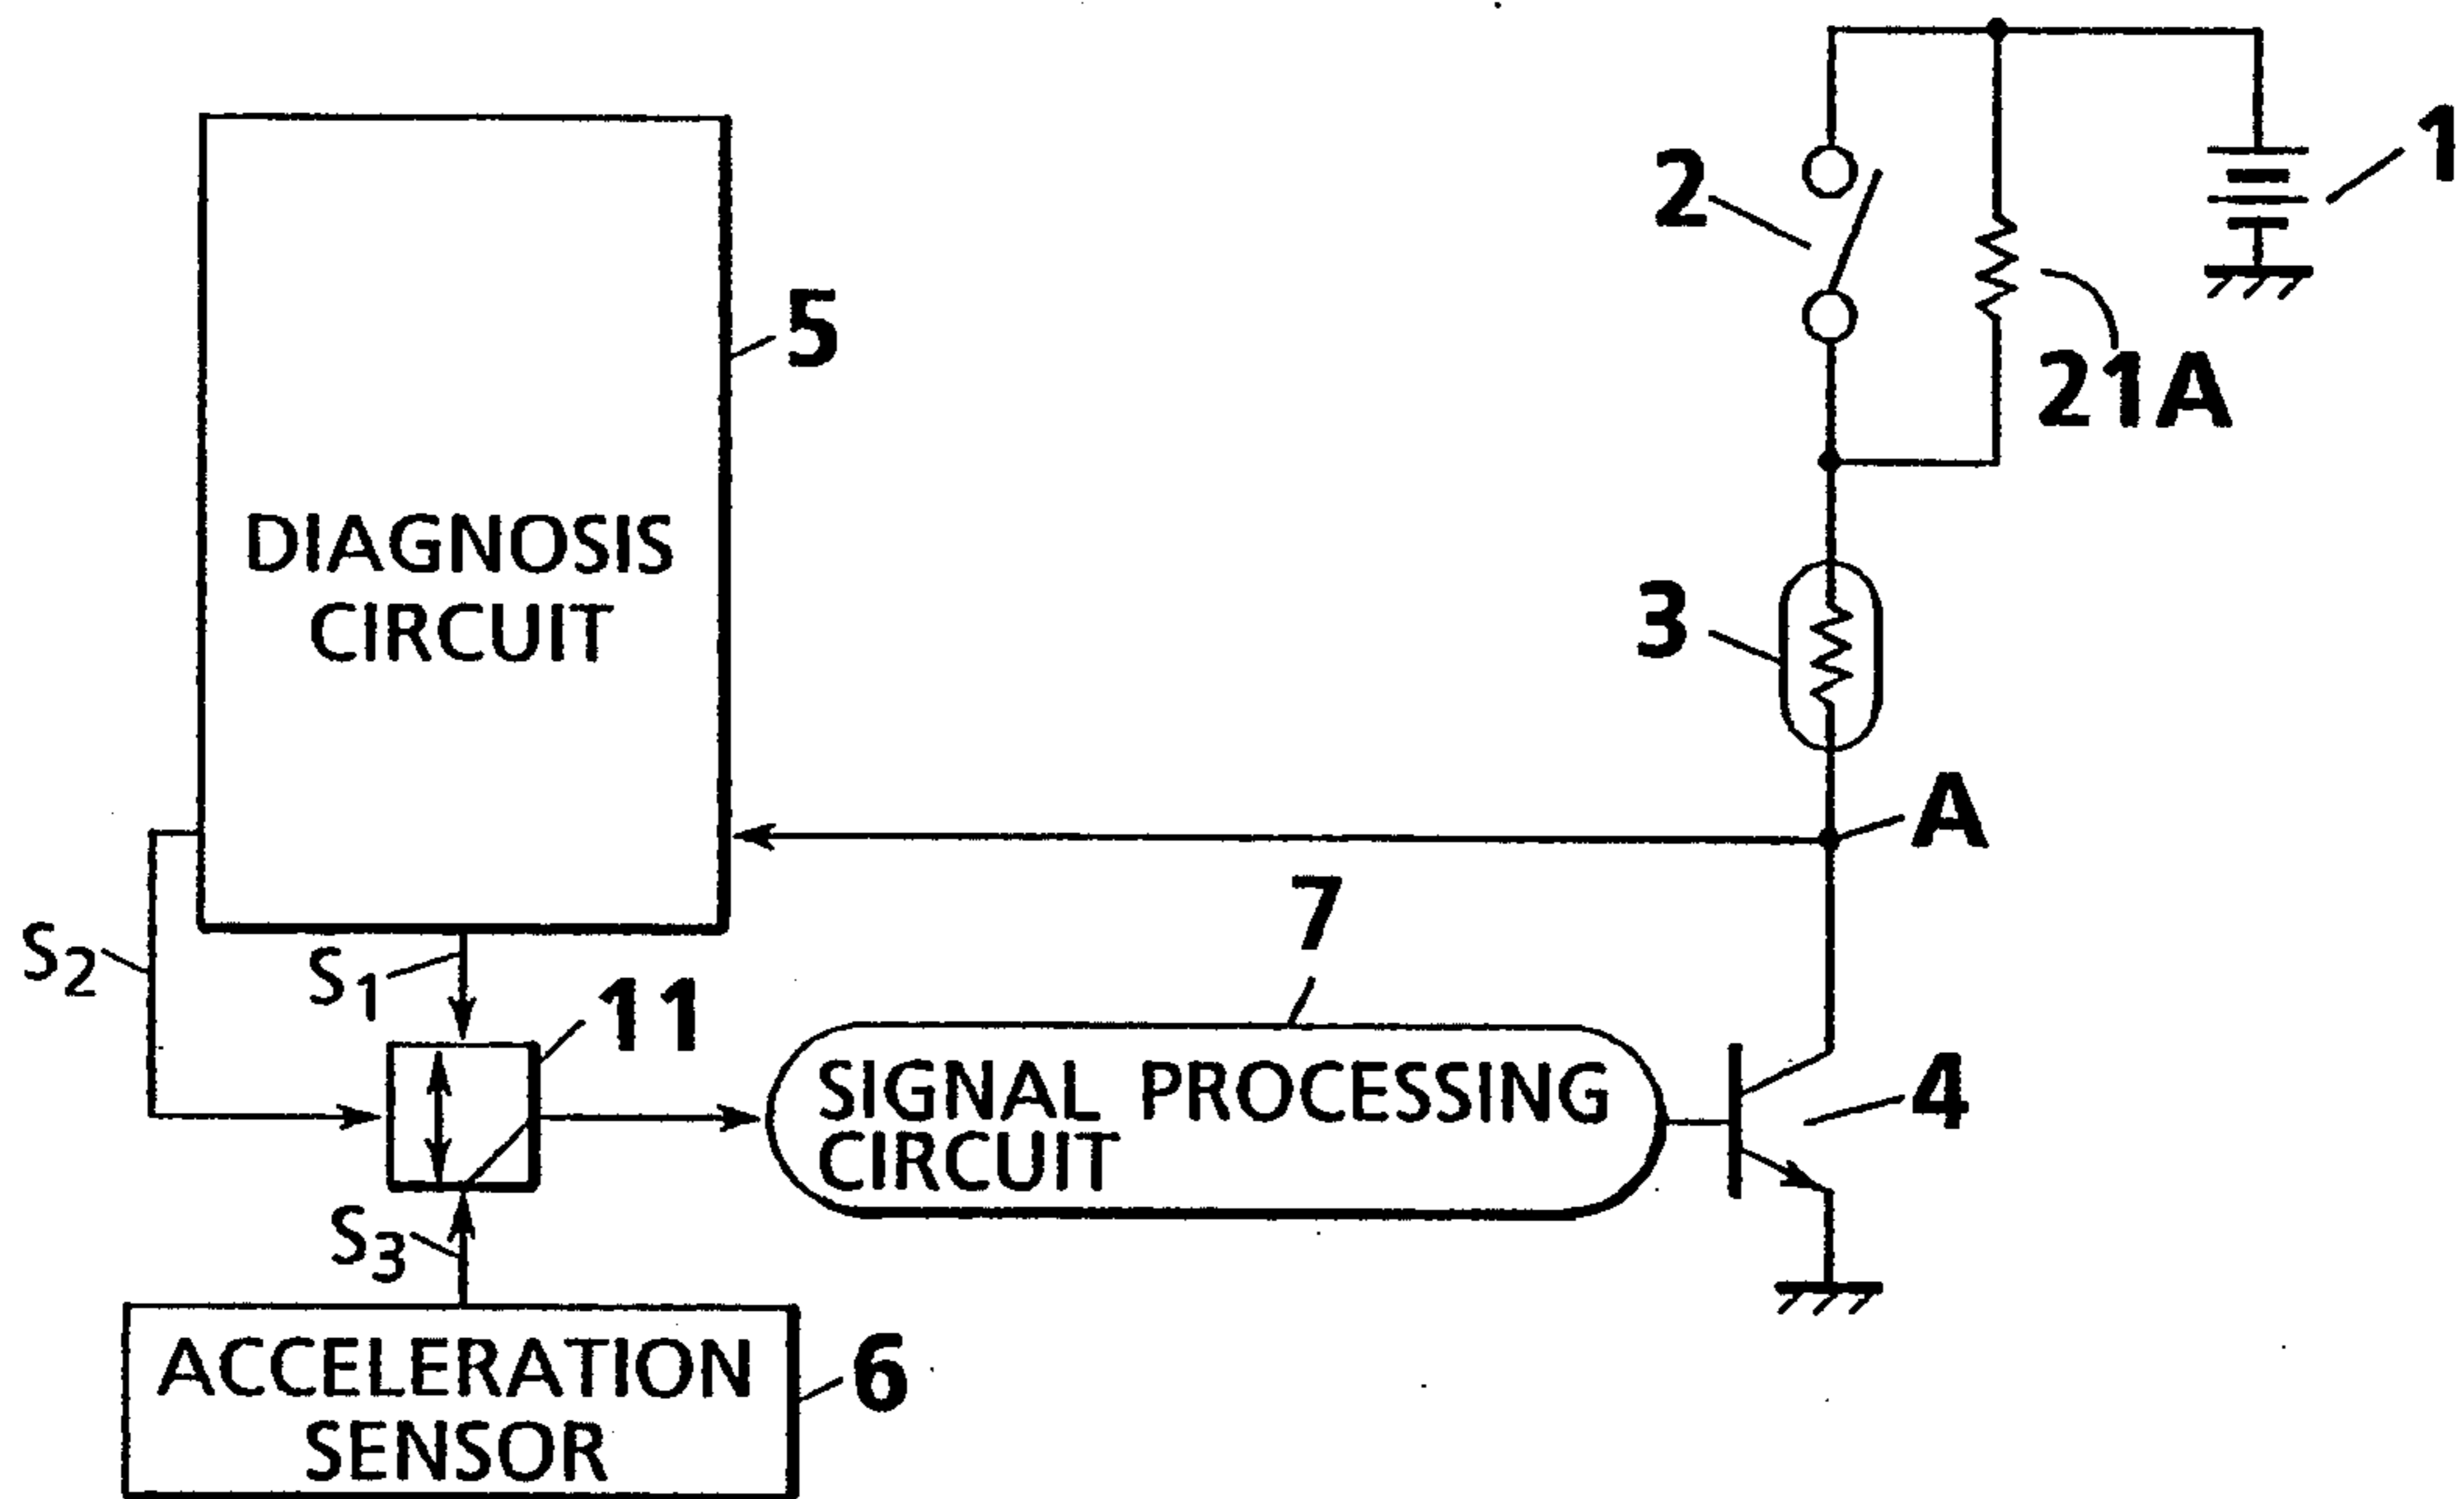 1
2
5
21A
DIAGNOSIS
CIRCUIT
3
A
7
S2
S1
11
SIGNAL PROCESSING
CIRCUIT
4
S3
ACCELERATION
SENSOR
6